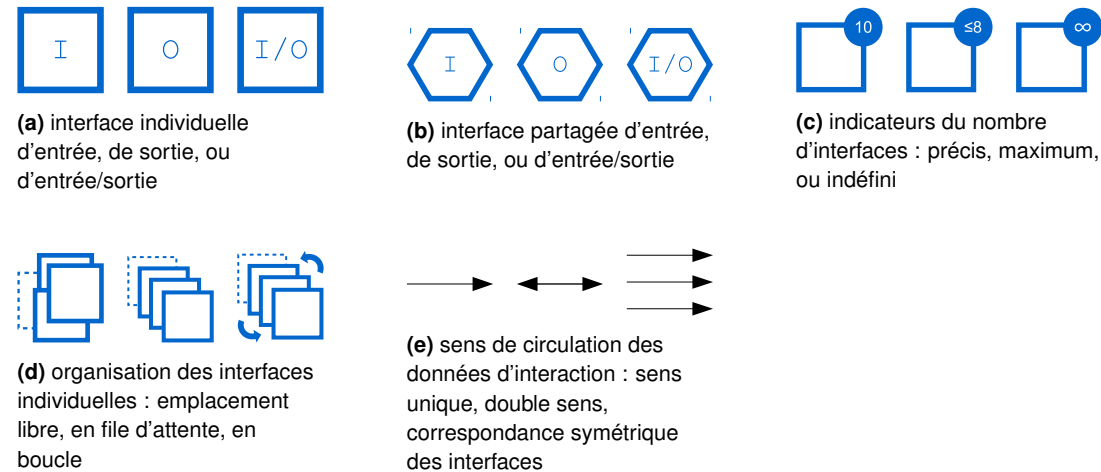 I
O
I/O
(a) interface individuelle
d'entrée, de sortie, ou
d'entrée/sortie
I
O
I/O
(b) interface partagée d'entrée,
de sortie, ou d'entrée/sortie
10
≤8
∞
(c) indicateurs du nombre
d'interfaces : précis, maximum,
ou indéfini
(d) organisation des interfaces
individuelles : emplacement
libre, en file d'attente, en
boucle
(e) sens de circulation des
données d'interaction : sens
unique, double sens,
correspondance symétrique
des interfaces